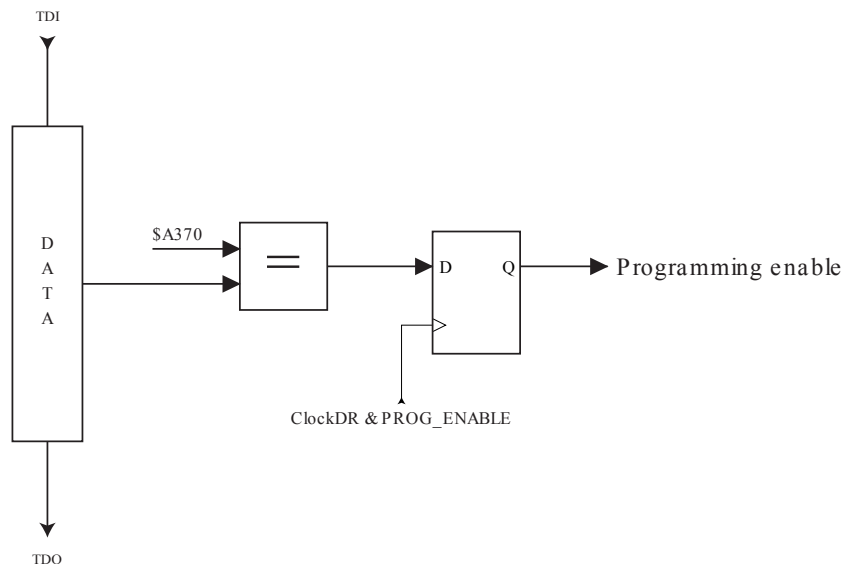 TDI
D
A
T
A
$A370
=
D
Q
Programming enable
ClockDR & PROG_ENABLE
TDO